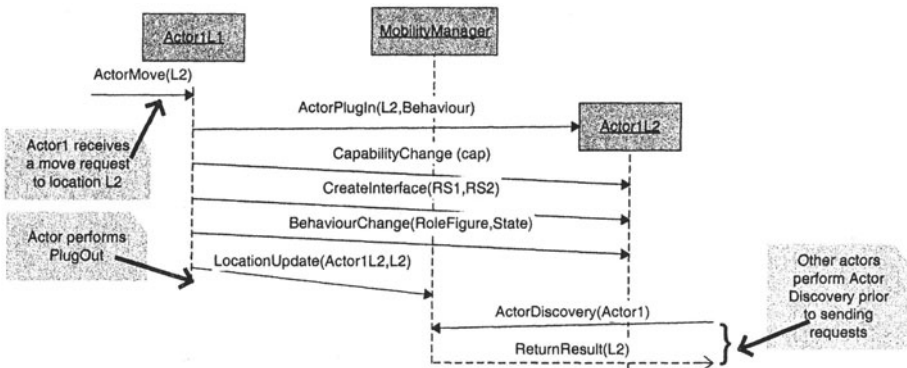 Actor1L1
MobilityManager
ActorMove(L2)
ActorPlugIn(L2,Behaviour)
Actor1L2
Actor1 receives
a move request
to location L2
CapabilityChange (cap)
CreateInterface(RS1,RS2)
BehaviourChange(RoleFigure,State)
Actor performs
PlugOut
LocationUpdate(Actor1L2,L2)
Other actors
perform Actor
Discovery prior
to sending
requests
ActorDiscovery(Actor1)
ReturnResult(L2)